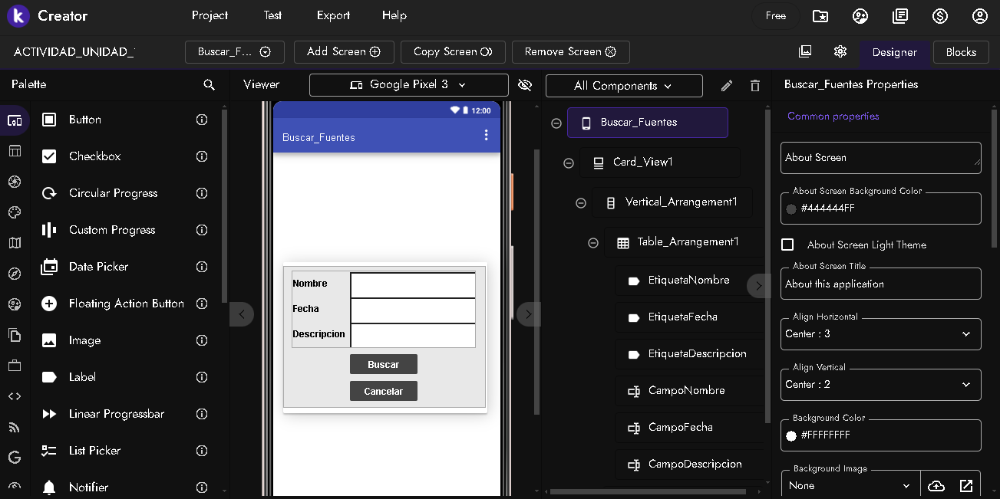 Creator
Project
Test
Export
Help
Free
ACTIVIDAD_UNIDAD_
Buscar_F...
Add Screen
Copy Screen
Remove Screen
Designer
Blocks
Palette
Viewer
Google Pixel 3
All Components
Buscar_Fuentes Properties
Button
Checkbox
Circular Progress
Custom Progress
Date Picker
Floating Action Button
Image
Label
Linear Progressbar
List Picker
Notifier
12:00
Buscar_Fuentes
Nombre
Fecha
Descripcion
Buscar
Cancelar
Buscar_Fuentes
Card_View1
Vertical_Arrangement1
Table_Arrangement1
EtiquetaNombre
EtiquetaFecha
EtiquetaDescripcion
CampoNombre
CampoFecha
CampoDescripcion
Common properties
About Screen
About Screen Background Color
#444444FF
About Screen Light Theme
About Screen Title
About this application
Align Horizontal
Center : 3
Align Vertical
Center : 2
Background Color
#FFFFFFFF
Background Image
None